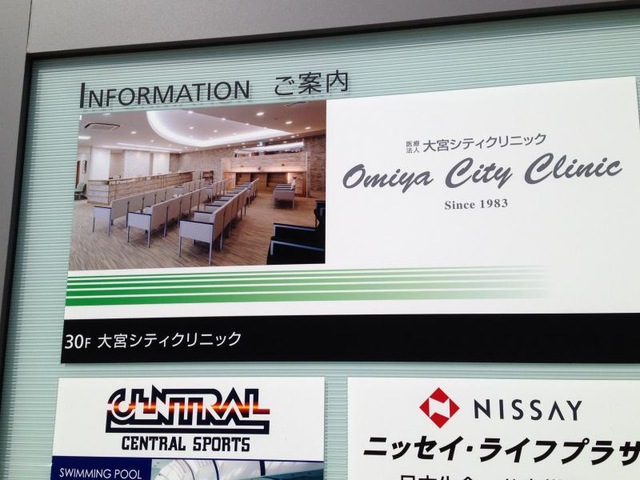 INFORMATION ご案内
医療法人 大宮シティクリニック
Omiya City Clinic
Since 1983
30F 大宮シティクリニック
CENTRAL
CENTRAL SPORTS
SWIMMING POOL
NISSAY
ニッセイ・ライフプラザ